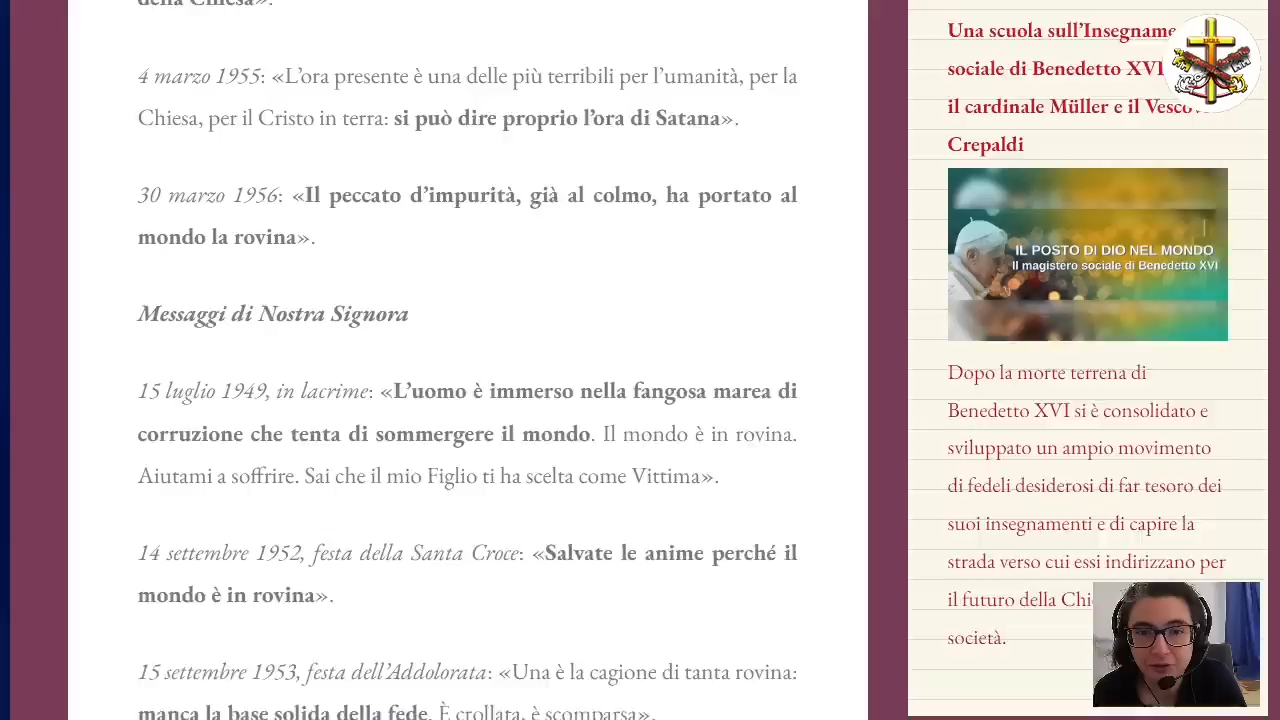 della Chiesa».
4 marzo 1955: «L’ora presente è una delle più terribili per l’umanità, per la
Chiesa, per il Cristo in terra: si può dire proprio l’ora di Satana».
30 marzo 1956: «Il peccato d’impurità, già al colmo, ha portato al
mondo la rovina».
Messaggi di Nostra Signora
15 luglio 1949, in lacrime: «L’uomo è immerso nella fangosa marea di
corruzione che tenta di sommergere il mondo. Il mondo è in rovina.
Aiutami a soffrire. Sai che il mio Figlio ti ha scelta come Vittima».
14 settembre 1952, festa della Santa Croce: «Salvate le anime perché il
mondo è in rovina».
15 settembre 1953, festa dell’Addolorata: «Una è la cagione di tanta rovina:
manca la base solida della fede. È crollata, è scomparsa».
Una scuola sull’Insegname
sociale di Benedetto XVI
il cardinale Müller e il Vescov
Crepaldi
IL POSTO DI DIO NEL MONDO
Il magistero sociale di Benedetto XVI
Dopo la morte terrena di
Benedetto XVI si è consolidato e
sviluppato un ampio movimento
di fedeli desiderosi di far tesoro dei
suoi insegnamenti e di capire la
strada verso cui essi indirizzano per
il futuro della Chi
società.